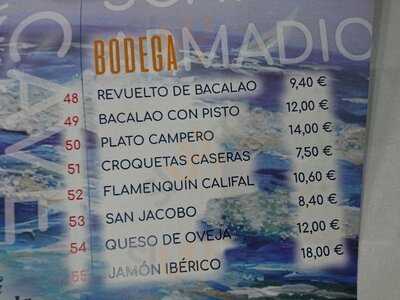 BODEGA
MADIO
48 REVUELTO DE BACALAO 9,40 €
49 BACALAO CON PISTO 12,00 €
50 PLATO CAMPERO 14,00 €
51 CROQUETAS CASERAS 7,50 €
52 FLAMENQUÍN CALIFAL 10,60 €
53 SAN JACOBO 8,40 €
54 QUESO DE OVEJA 12,00 €
55 JAMÓN IBÉRICO 18,00 €